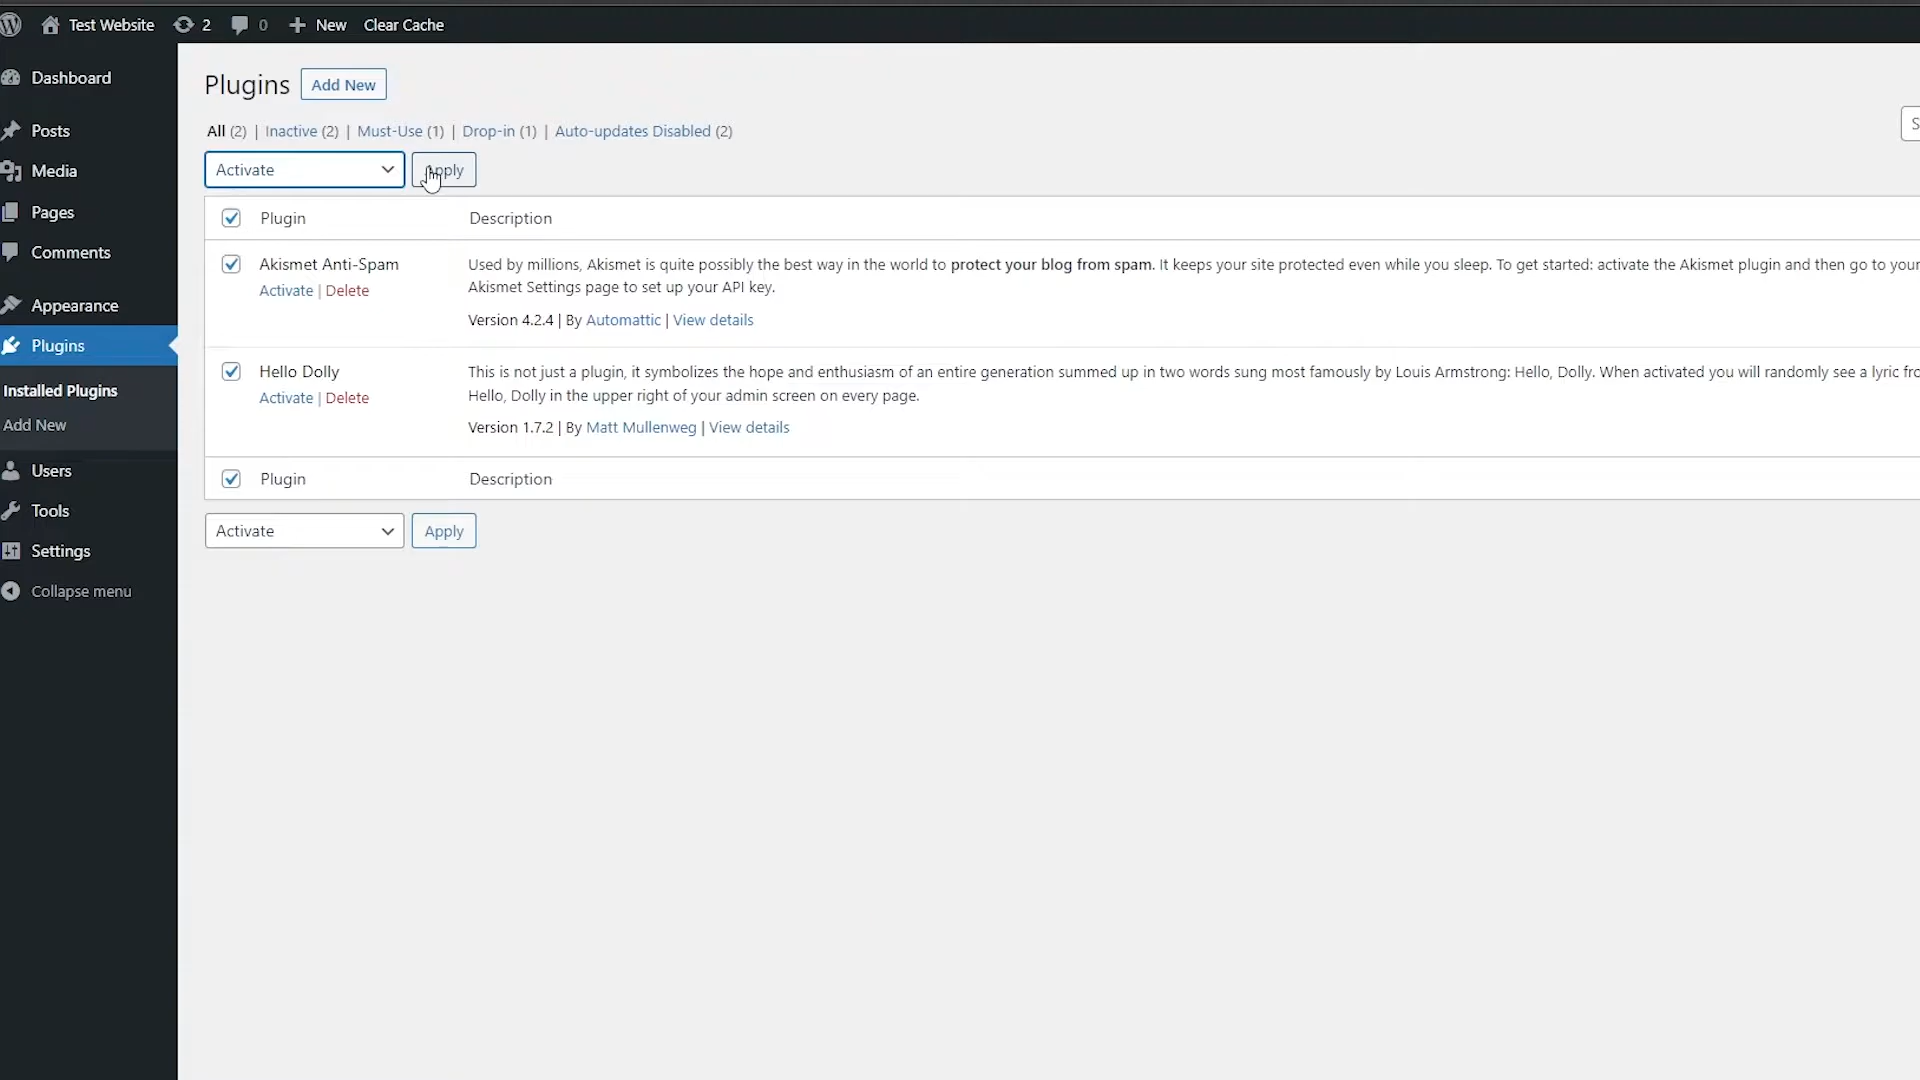 Test Website 2 0 New Clear Cache
Dashboard
Posts
Media
Pages
Comments
Appearance
Plugins
Installed Plugins
Add New
Users
Tools
Settings
Collapse menu
Plugins Add New
All (2) | Inactive (2) | Must-Use (1) | Drop-in (1) | Auto-updates Disabled (2)
S
Activate Apply
Plugin Description
Akismet Anti-Spam
Activate | Delete
Used by millions, Akismet is quite possibly the best way in the world to protect your blog from spam. It keeps your site protected even while you sleep. To get started: activate the Akismet plugin and then go to your
Akismet Settings page to set up your API key.
Version 4.2.4 | By Automattic | View details
Hello Dolly
Activate | Delete
This is not just a plugin, it symbolizes the hope and enthusiasm of an entire generation summed up in two words sung most famously by Louis Armstrong: Hello, Dolly. When activated you will randomly see a lyric fro
Hello, Dolly in the upper right of your admin screen on every page.
Version 1.7.2 | By Matt Mullenweg | View details
Plugin Description
Activate Apply